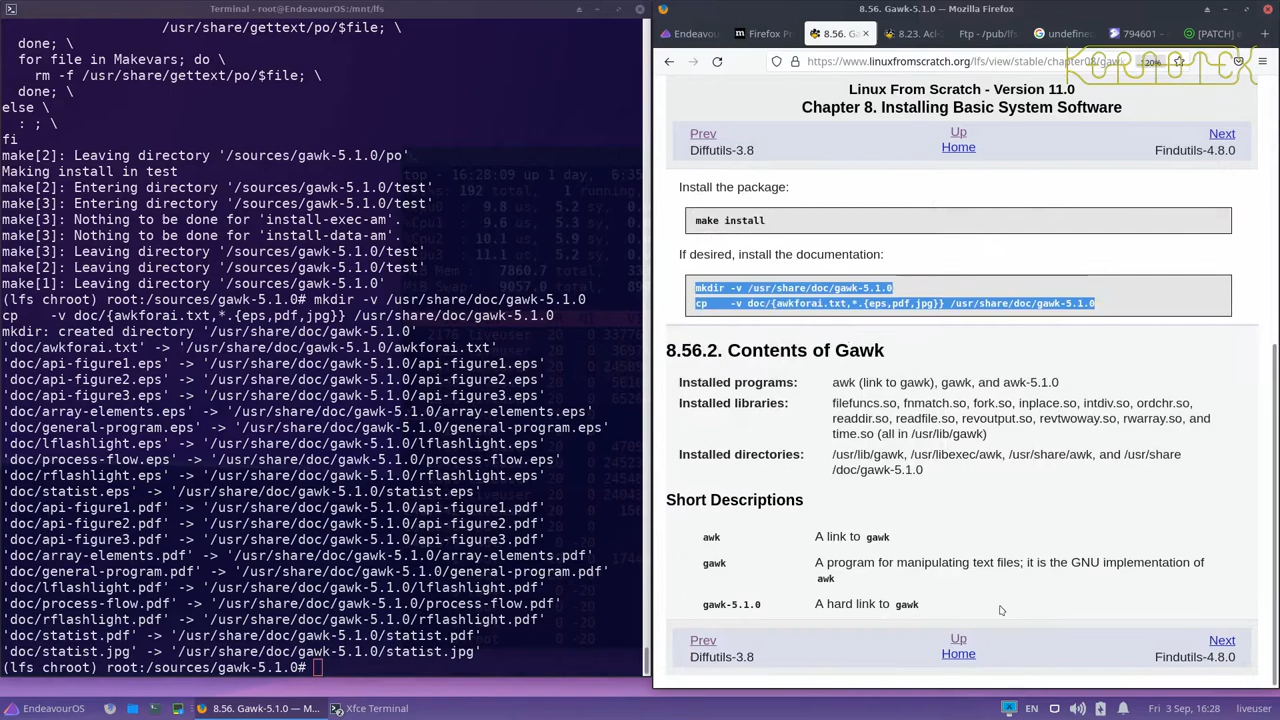 Terminal - root@EndeavourOS:/mnt/lfs
/usr/share/gettext/po/$file; \
done; \
for file in Makevars; do \
rm -f /usr/share/gettext/po/$file; \
done; \
else \
: ; \
fi
make[2]: Leaving directory '/sources/gawk-5.1.0/po'
Making install in test
make[2]: Entering directory '/sources/gawk-5.1.0/test'
make[3]: Entering directory '/sources/gawk-5.1.0/test'
make[3]: Nothing to be done for 'install-exec-am'.
make[3]: Nothing to be done for 'install-data-am'.
make[3]: Leaving directory '/sources/gawk-5.1.0/test'
make[2]: Leaving directory '/sources/gawk-5.1.0/test'
make[1]: Leaving directory '/sources/gawk-5.1.0'
(lfs chroot) root:/sources/gawk-5.1.0# mkdir -v /usr/share/doc/gawk-5.1.0
cp    -v doc/{awkforai.txt,*.{eps,pdf,jpg}} /usr/share/doc/gawk-5.1.0
mkdir: created directory '/usr/share/doc/gawk-5.1.0'
'doc/awkforai.txt' -> '/usr/share/doc/gawk-5.1.0/awkforai.txt'
'doc/api-figure1.eps' -> '/usr/share/doc/gawk-5.1.0/api-figure1.eps'
'doc/api-figure2.eps' -> '/usr/share/doc/gawk-5.1.0/api-figure2.eps'
'doc/api-figure3.eps' -> '/usr/share/doc/gawk-5.1.0/api-figure3.eps'
'doc/array-elements.eps' -> '/usr/share/doc/gawk-5.1.0/array-elements.eps'
'doc/general-program.eps' -> '/usr/share/doc/gawk-5.1.0/general-program.eps'
'doc/lflashlight.eps' -> '/usr/share/doc/gawk-5.1.0/lflashlight.eps'
'doc/process-flow.eps' -> '/usr/share/doc/gawk-5.1.0/process-flow.eps'
'doc/rflashlight.eps' -> '/usr/share/doc/gawk-5.1.0/rflashlight.eps'
'doc/statist.eps' -> '/usr/share/doc/gawk-5.1.0/statist.eps'
'doc/api-figure1.pdf' -> '/usr/share/doc/gawk-5.1.0/api-figure1.pdf'
'doc/api-figure2.pdf' -> '/usr/share/doc/gawk-5.1.0/api-figure2.pdf'
'doc/api-figure3.pdf' -> '/usr/share/doc/gawk-5.1.0/api-figure3.pdf'
'doc/array-elements.pdf' -> '/usr/share/doc/gawk-5.1.0/array-elements.pdf'
'doc/general-program.pdf' -> '/usr/share/doc/gawk-5.1.0/general-program.pdf'
'doc/lflashlight.pdf' -> '/usr/share/doc/gawk-5.1.0/lflashlight.pdf'
'doc/process-flow.pdf' -> '/usr/share/doc/gawk-5.1.0/process-flow.pdf'
'doc/rflashlight.pdf' -> '/usr/share/doc/gawk-5.1.0/rflashlight.pdf'
'doc/statist.pdf' -> '/usr/share/doc/gawk-5.1.0/statist.pdf'
'doc/statist.jpg' -> '/usr/share/doc/gawk-5.1.0/statist.jpg'
(lfs chroot) root:/sources/gawk-5.1.0#
8.56. Gawk-5.1.0 — Mozilla Firefox
Endeavour
Firefox Pr
8.56. Ga
8.23. Acl-2
Ftp - /pub/lfs
undefined
794601 –
[PATCH] e
https://www.linuxfromscratch.org/lfs/view/stable/chapter08/gaw
120%
KONOTEX
Linux From Scratch - Version 11.0
Chapter 8. Installing Basic System Software
Prev Up Next
Diffutils-3.8 Home Findutils-4.8.0
Install the package:
make install
If desired, install the documentation:
mkdir -v /usr/share/doc/gawk-5.1.0
cp    -v doc/{awkforai.txt,*.{eps,pdf,jpg}} /usr/share/doc/gawk-5.1.0
8.56.2. Contents of Gawk
Installed programs: awk (link to gawk), gawk, and awk-5.1.0
Installed libraries: filefuncs.so, fnmatch.so, fork.so, inplace.so, intdiv.so, ordchr.so,
readdir.so, readfile.so, revoutput.so, revtwoway.so, rwarray.so, and
time.so (all in /usr/lib/gawk)
Installed directories: /usr/lib/gawk, /usr/libexec/awk, /usr/share/awk, and /usr/share
/doc/gawk-5.1.0
Short Descriptions
awk A link to gawk
gawk A program for manipulating text files; it is the GNU implementation of
awk
gawk-5.1.0 A hard link to gawk
Prev Up Next
Diffutils-3.8 Home Findutils-4.8.0
EndeavourOS
8.56. Gawk-5.1.0 — M...
Xfce Terminal
EN
Fri 3 Sep, 16:28
liveuser